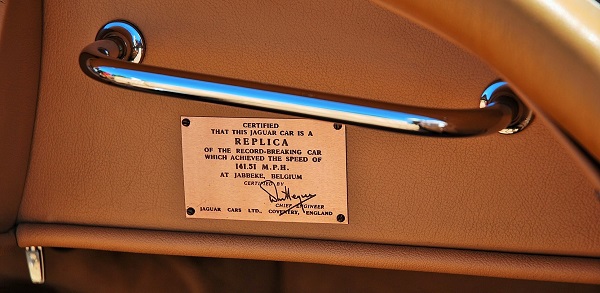 CERTIFIED
THAT THIS JAGUAR CAR IS A
REPLICA
OF THE RECORD-BREAKING CAR
WHICH ACHIEVED THE SPEED OF
141.51 M.P.H.
AT JABBEKE, BELGIUM
CERTIFIED BY
CHIEF ENGINEER
JAGUAR CARS LTD., COVENTRY, ENGLAND